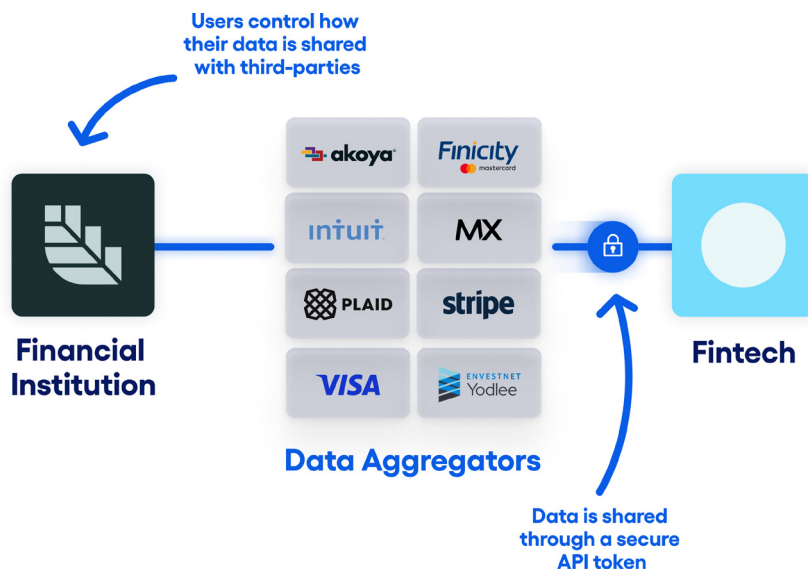 Users control how
their data is shared
with third-parties
akoya
Finicity
mastercard
intuit
MX
PLAID
stripe
VISA
ENVESTNET
Yodlee
Financial
Institution
Fintech
Data Aggregators
Data is shared
through a secure
API token